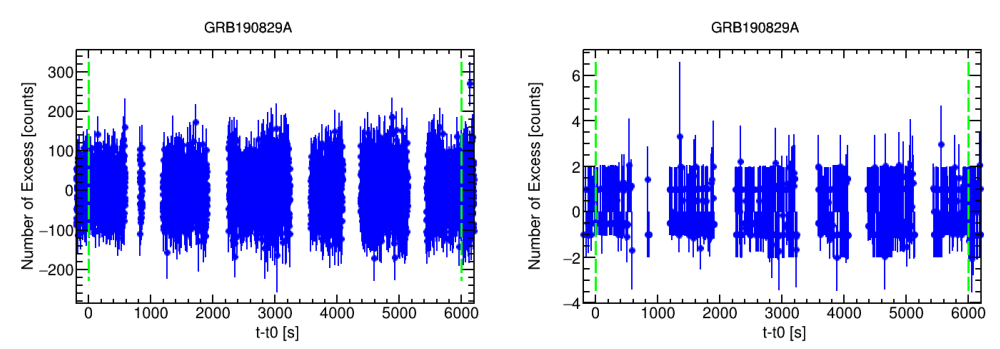 GRB190829A
Number of Excess [counts]
300
200
100
0
−100
−200
0 1000 2000 3000 4000 5000 6000
t-t0 [s]
GRB190829A
Number of Excess [counts]
6
4
2
0
−2
−4
0 1000 2000 3000 4000 5000 6000
t-t0 [s]